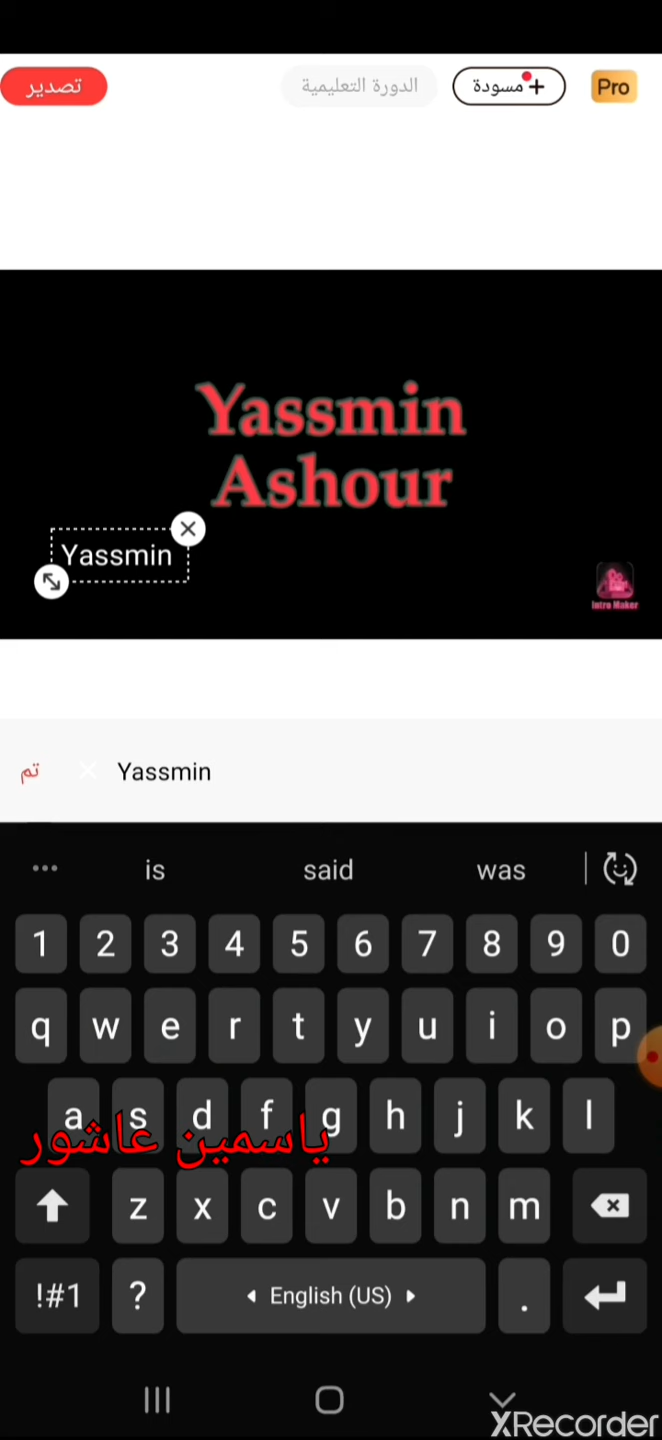 تصدير
الدورة التعليمية
+ مسودة
Pro
Yassmin
Ashour
Yassmin
Intro Maker
تم
Yassmin
is said was
1 2 3 4 5 6 7 8 9 0
q w e r t y u i o p
a s d f g h j k l
ياسمين عاشور
z x c v b n m
!#1 ? English (US) .
XRecorder